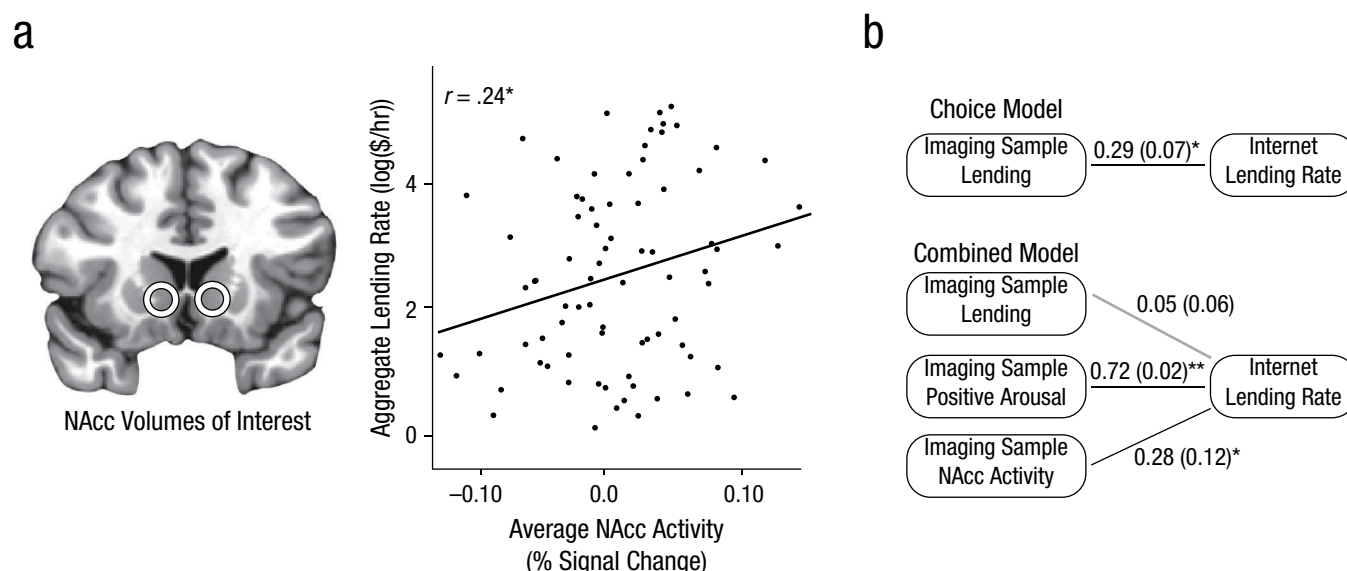 a
NAcc Volumes of Interest
r = .24*
Aggregate Lending Rate (log($/hr))
4
2
0
–0.10
0.0
0.10
Average NAcc Activity
(% Signal Change)
b
Choice Model
Imaging Sample
Lending
0.29 (0.07)*
Internet
Lending Rate
Combined Model
Imaging Sample
Lending
0.05 (0.06)
Imaging Sample
Positive Arousal
0.72 (0.02)**
Internet
Lending Rate
Imaging Sample
NAcc Activity
0.28 (0.12)*